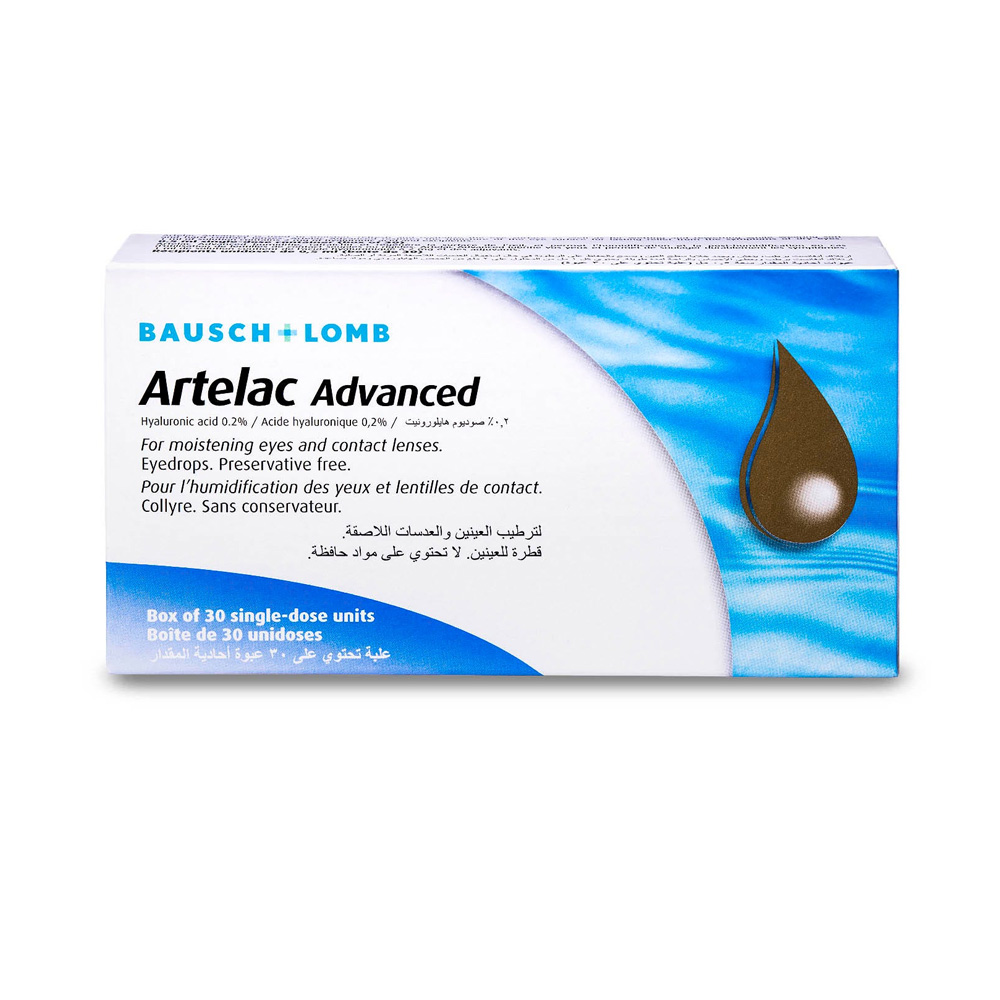 BAUSCH + LOMB
Artelac Advanced
Hyaluronic acid 0.2% / Acide hyaluronique 0,2% / ٠,٢٪ صوديوم هايلورونيت
For moistening eyes and contact lenses.
Eyedrops. Preservative free.
Pour l’humidification des yeux et lentilles de contact.
Collyre. Sans conservateur.
لترطيب العينين والعدسات اللاصقة.
قطرة للعينين. لا تحتوي على مواد حافظة.
Box of 30 single-dose units
Boîte de 30 unidoses
علبة تحتوي على ٣٠ عبوة أحادية المقدار